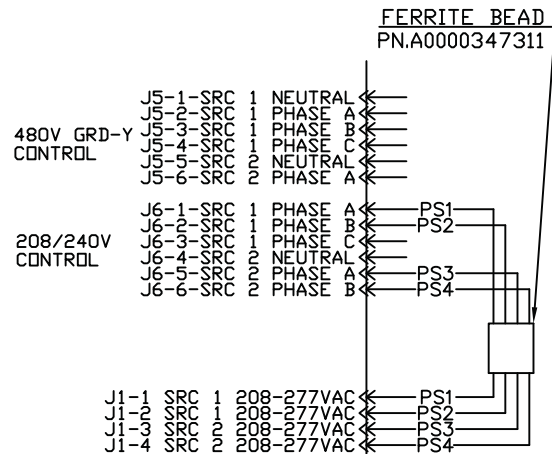 FERRITE BEAD
PN.A0000347311
480V GRD-Y
CONTROL
J5-1-SRC 1 NEUTRAL
J5-2-SRC 1 PHASE A
J5-3-SRC 1 PHASE B
J5-4-SRC 1 PHASE C
J5-5-SRC 2 NEUTRAL
J5-6-SRC 2 PHASE A
208/240V
CONTROL
J6-1-SRC 1 PHASE A PS1
J6-2-SRC 1 PHASE B PS2
J6-3-SRC 1 PHASE C
J6-4-SRC 2 NEUTRAL
J6-5-SRC 2 PHASE A PS3
J6-6-SRC 2 PHASE B PS4
J1-1 SRC 1 208-277VAC PS1
J1-2 SRC 1 208-277VAC PS2
J1-3 SRC 2 208-277VAC PS3
J1-4 SRC 2 208-277VAC PS4